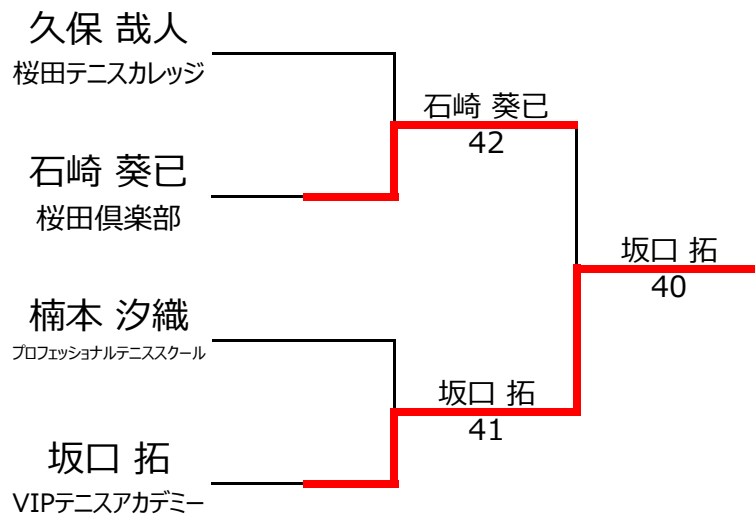 久保 哉人
桜田テニスカレッジ
石崎 葵已
42
石崎 葵已
桜田倶楽部
坂口 拓
40
楠本 汐織
プロフェッショナルテニススクール
坂口 拓
41
坂口 拓
VIPテニスアカデミー